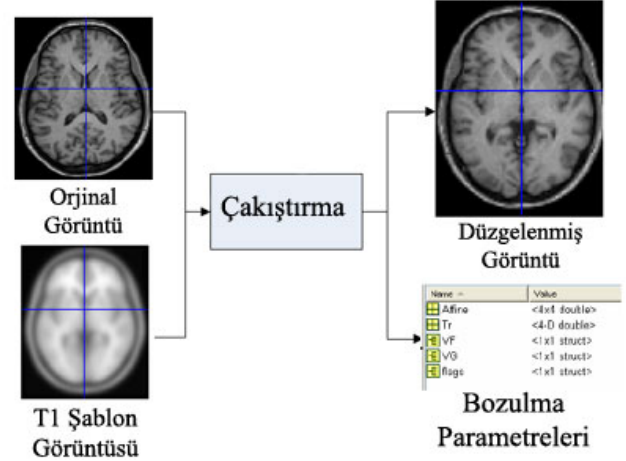 Orjinal
Görüntü
T1 Şablon
Görüntüsü
Çakıştırma
Düzgelenmiş
Görüntü
Name Value
Affine <4x4 double>
Tr <4-D double>
VF <1x1 struct>
VG <1x1 struct>
flags <1x1 struct>
Bozulma
Parametreleri